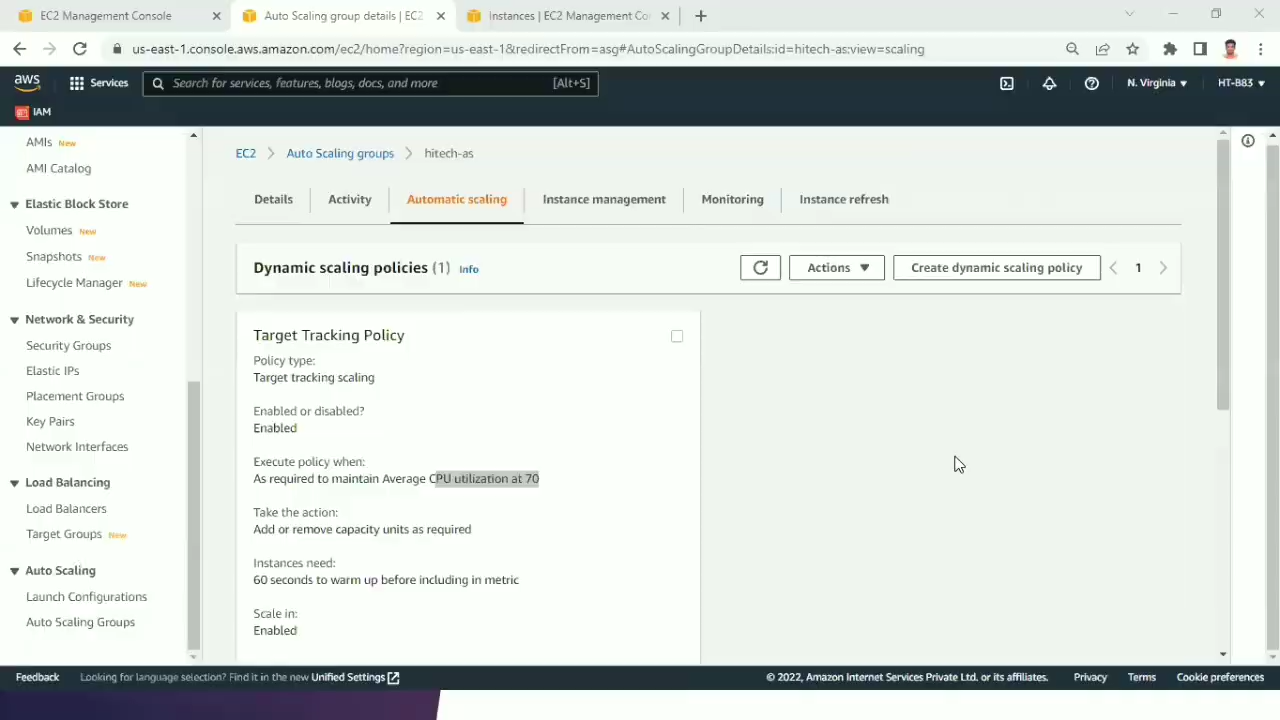 EC2 Management Console
Auto Scaling group details | EC2
Instances | EC2 Management Co
us-east-1.console.aws.amazon.com/ec2/home?region=us-east-1&redirectFrom=asg#AutoScalingGroupDetails:id=hitech-as:view=scaling
aws
Services
Search for services, features, blogs, docs, and more
[Alt+S]
N. Virginia
HT-B83
IAM
AMIs New
AMI Catalog
Elastic Block Store
Volumes New
Snapshots New
Lifecycle Manager New
Network & Security
Security Groups
Elastic IPs
Placement Groups
Key Pairs
Network Interfaces
Load Balancing
Load Balancers
Target Groups New
Auto Scaling
Launch Configurations
Auto Scaling Groups
EC2 > Auto Scaling groups > hitech-as
Details
Activity
Automatic scaling
Instance management
Monitoring
Instance refresh
Dynamic scaling policies (1) Info
Actions
Create dynamic scaling policy
1
Target Tracking Policy
Policy type:
Target tracking scaling
Enabled or disabled?
Enabled
Execute policy when:
As required to maintain Average CPU utilization at 70
Take the action:
Add or remove capacity units as required
Instances need:
60 seconds to warm up before including in metric
Scale in:
Enabled
Feedback
Looking for language selection? Find it in the new Unified Settings
© 2022, Amazon Internet Services Private Ltd. or its affiliates.
Privacy
Terms
Cookie preferences